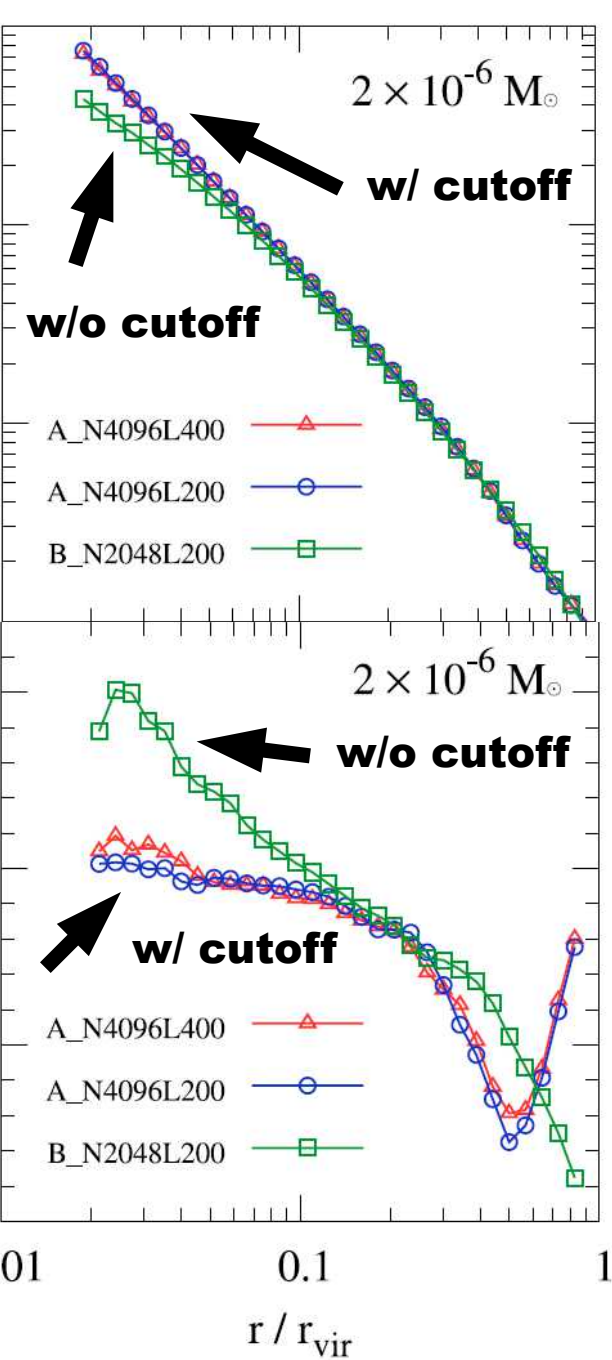 2 × 10⁻⁶ M☉
w/ cutoff
w/o cutoff
A_N4096L400
A_N4096L200
B_N2048L200
2 × 10⁻⁶ M☉
w/o cutoff
w/ cutoff
A_N4096L400
A_N4096L200
B_N2048L200
01 0.1 1
r / r_vir